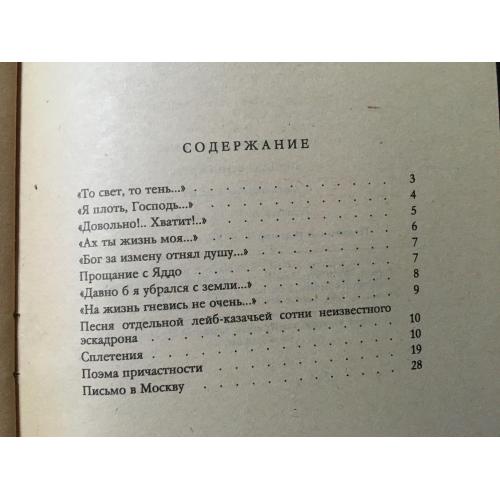 СОДЕРЖАНИЕ
«То свет, то тень...» . . . . . . . . . . . 3
«Я плоть, Господь...» . . . . . . . . . . . 4
«Довольно!.. Хватит!..» . . . . . . . . . . 5
«Ах ты жизнь моя...» . . . . . . . . . . . 6
«Бог за измену отнял душу...» . . . . . . . 7
Прощание с Яддо . . . . . . . . . . . . 7
«Давно б я убрался с земли...» . . . . . . . 8
«На жизнь гневись не очень...» . . . . . . . 9
Песня отдельной лейб-казачьей сотни неизвестного
эскадрона . . . . . . . . . . . . . . 10
Сплетения . . . . . . . . . . . . . . 10
Поэма причастности . . . . . . . . . . . 19
Письмо в Москву . . . . . . . . . . . . 28